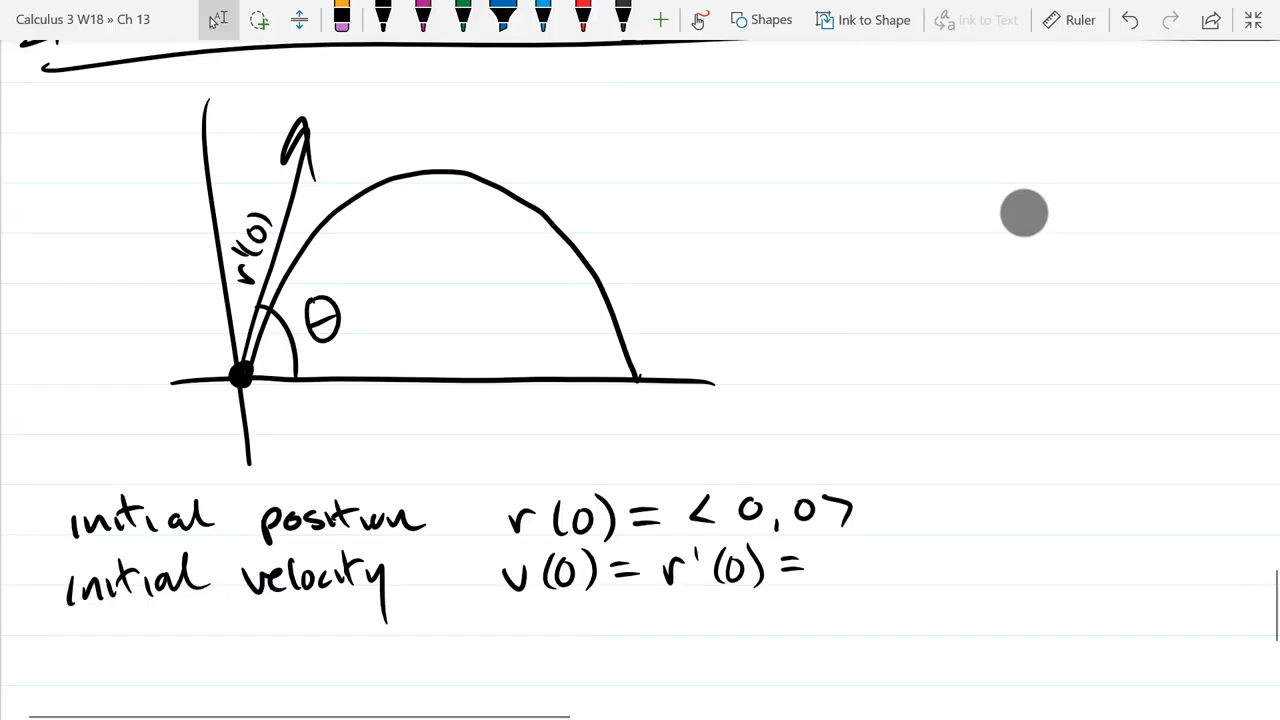 Calculus 3 W18 » Ch 13
Shapes
Ink to Shape
Ink to Text
Ruler
r'(0)
θ
initial position r(0) = < 0, 0 >
initial velocity v(0) = r'(0) =